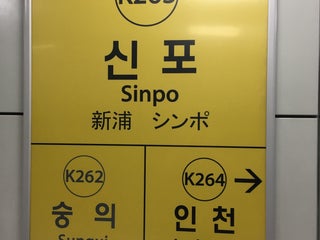 신포
Sinpo
新浦 シンポ
K262
K264 →
숭의
인천